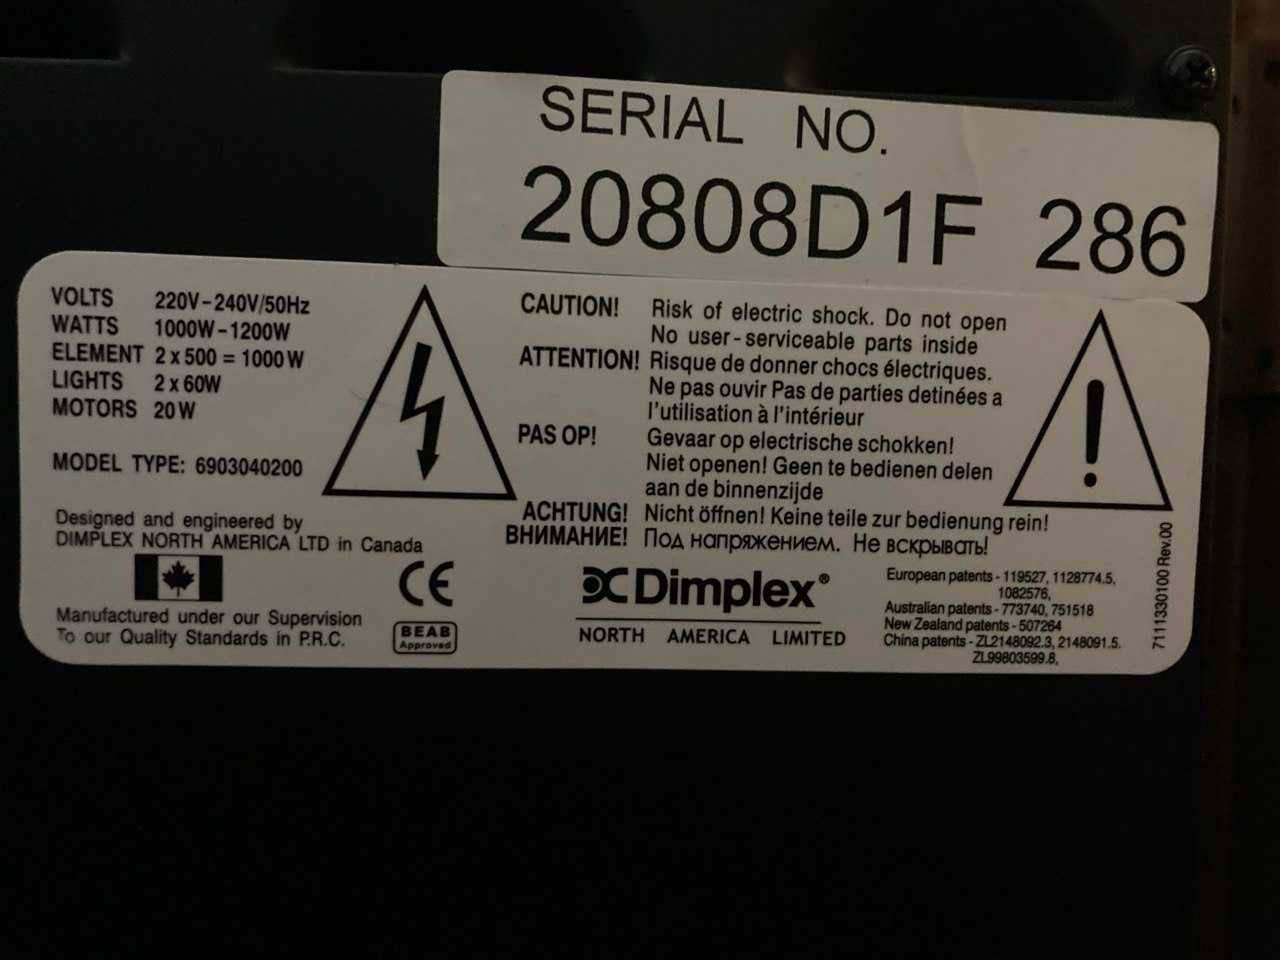 SERIAL NO.
20808D1F 286
VOLTS 220V-240V/50Hz
WATTS 1000W-1200W
ELEMENT 2 x 500 = 1000 W
LIGHTS 2 x 60W
MOTORS 20 W
MODEL TYPE: 6903040200
Designed and engineered by
DIMPLEX NORTH AMERICA LTD in Canada
Manufactured under our Supervision
To our Quality Standards in P.R.C.
CE
BEAB
Approved
CAUTION! Risk of electric shock. Do not open
No user-serviceable parts inside
ATTENTION! Risque de donner chocs électriques.
Ne pas ouvrir Pas de parties detinées a
l'utilisation à l'intérieur
PAS OP! Gevaar op electrische schokken!
Niet openen! Geen te bedienen delen
aan de binnenzijde
ACHTUNG! Nicht öffnen! Keine teile zur bedienung rein!
ВНИМАНИЕ! Под напряжением. Не вскрывать!
Dimplex®
NORTH AMERICA LIMITED
European patents - 119527, 1128774.5,
1082576,
Australian patents - 773740, 751518
New Zealand patents - 507264
China patents - ZL2148092.3, 2148091.5.
ZL99803599.8,
7111330100 Rev.00